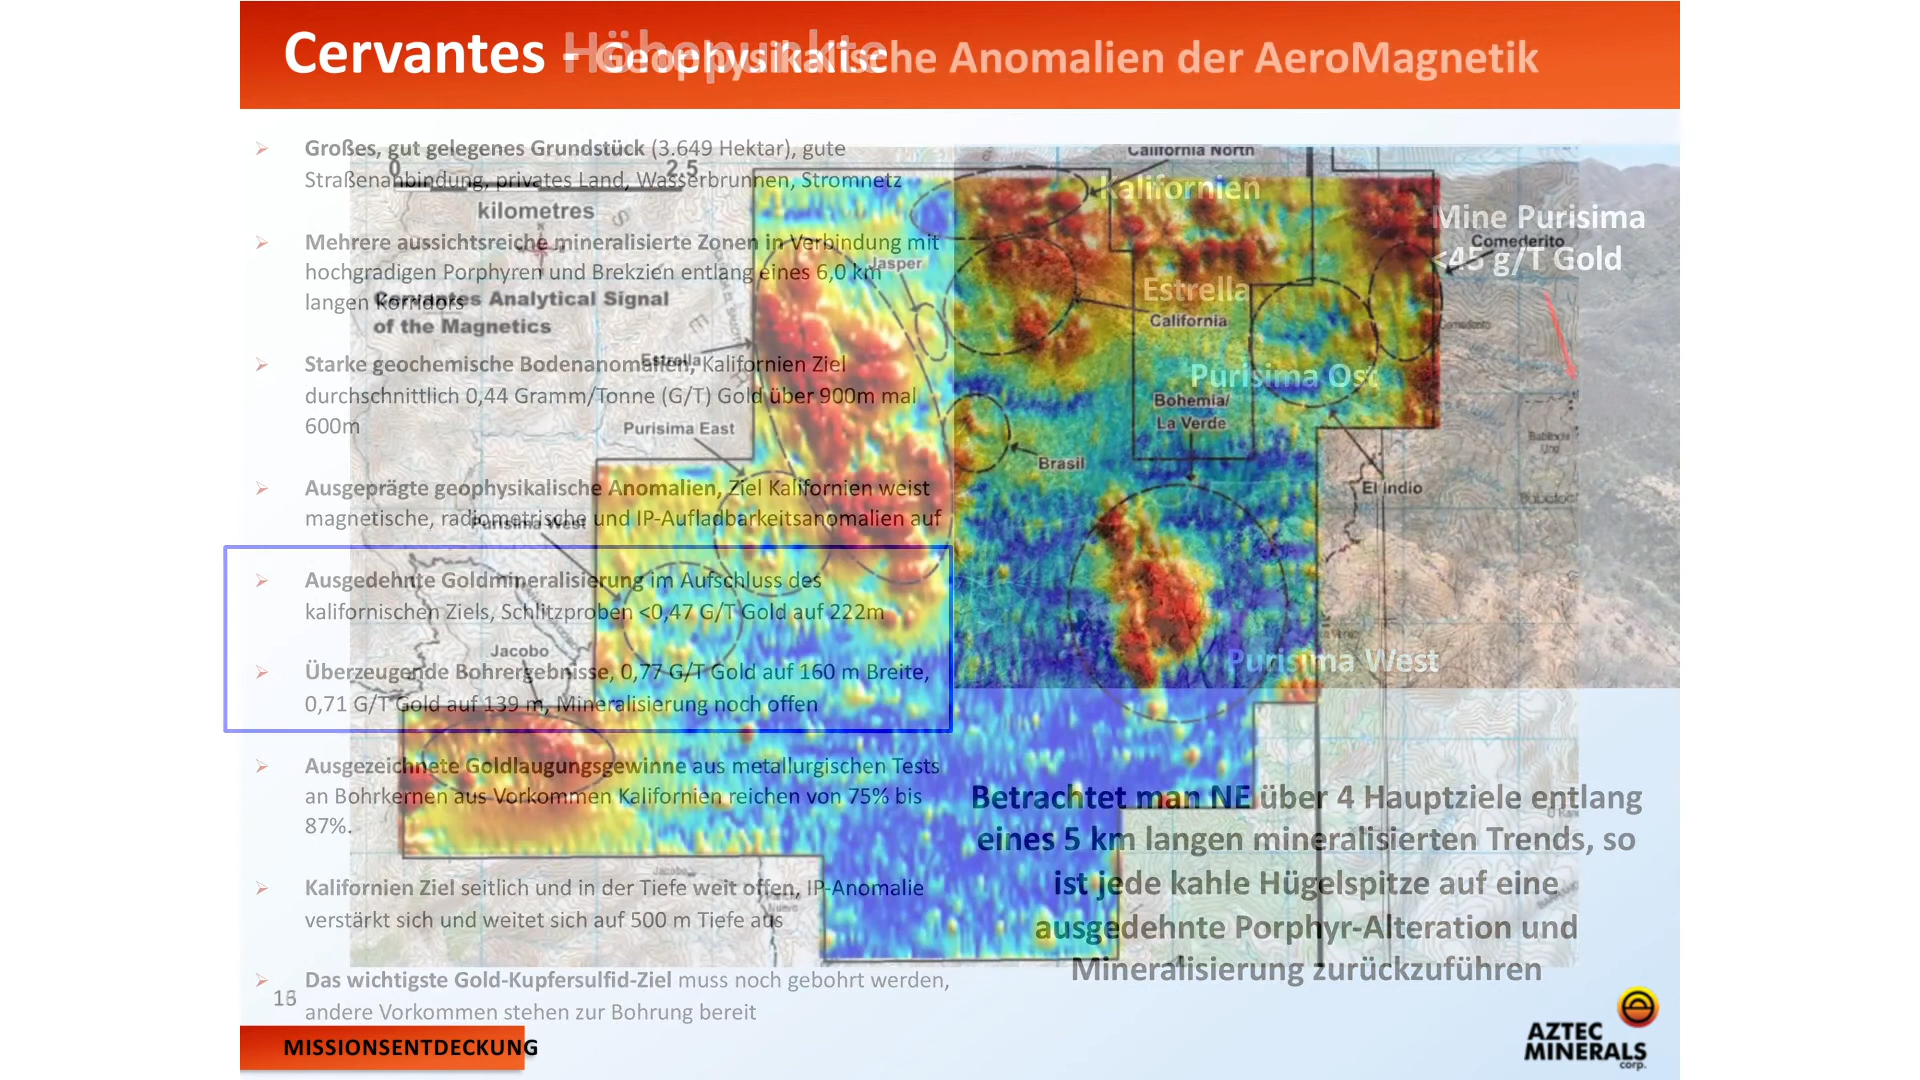 Cervantes - Höhepunkte
Geophysikalische Anomalien der AeroMagnetik
Großes, gut gelegenes Grundstück (3.649 Hektar), gute
Straßenanbindung, privates Land, Wasserbrunnen, Stromnetz
Mehrere aussichtsreiche mineralisierte Zonen in Verbindung mit
hochgradigen Porphyren und Brekzien entlang eines 6,0 km
langen Korridors
Starke geochemische Bodenanomalien, Kalifornien Ziel
durchschnittlich 0,44 Gramm/Tonne (G/T) Gold über 900m mal
600m
Ausgeprägte geophysikalische Anomalien, Ziel Kalifornien weist
magnetische, radiometrische und IP-Aufladbarkeitsanomalien auf
Ausgedehnte Goldmineralisierung im Aufschluss des
kalifornischen Ziels, Schlitzproben <0,47 G/T Gold auf 222m
Überzeugende Bohrergebnisse, 0,77 G/T Gold auf 160 m Breite,
0,71 G/T Gold auf 139 m, Mineralisierung noch offen
Ausgezeichnete Goldlaugungsgewinne aus metallurgischen Tests
an Bohrkernen aus Vorkommen Kalifornien reichen von 75% bis
87%.
Kalifornien Ziel seitlich und in der Tiefe weit offen, IP-Anomalie
verstärkt sich und weitet sich auf 500 m Tiefe aus
Das wichtigste Gold-Kupfersulfid-Ziel muss noch gebohrt werden,
andere Vorkommen stehen zur Bohrung bereit
0 2.5
kilometres
Cervantes Analytical Signal
of the Magnetics
Estrella
Purisima East
Purisima West
Jacobo
Jasper
California North
California
Brasil
Bohemia/
La Verde
El Indio
Comederito
Kalifornien
Estrella
Purisima Ost
Purisima West
Mine Purisima
<45 g/T Gold
Betrachtet man NE über 4 Hauptziele entlang
eines 5 km langen mineralisierten Trends, so
ist jede kahle Hügelspitze auf eine
ausgedehnte Porphyr-Alteration und
Mineralisierung zurückzuführen
MISSIONSENTDECKUNG
AZTEC
MINERALS
corp.